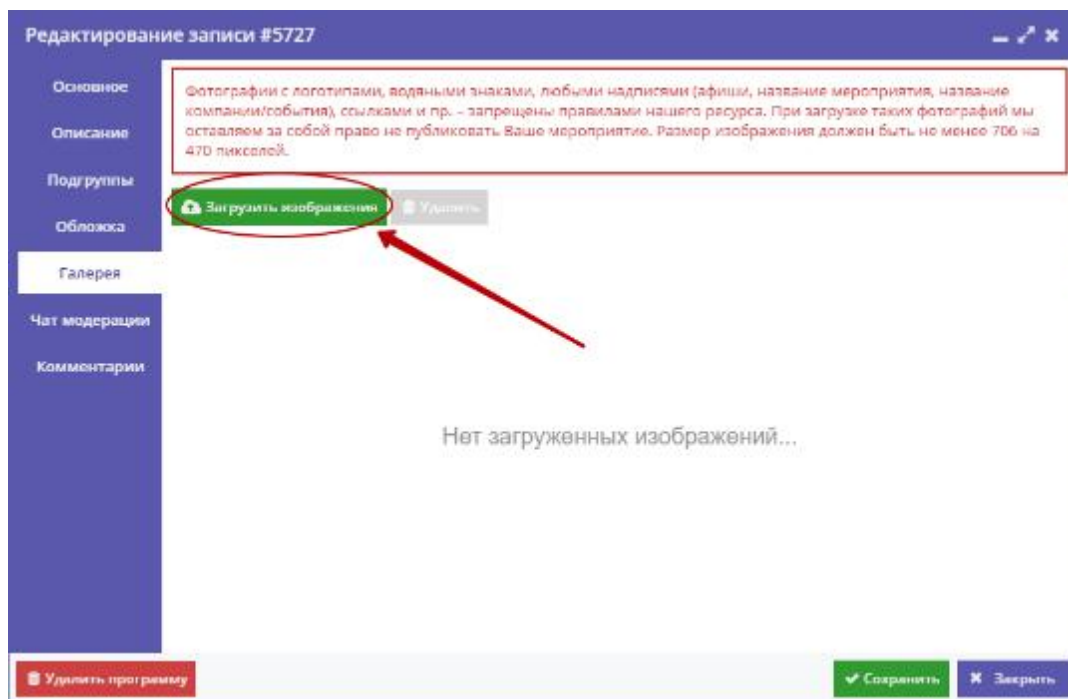 Редактирование записи #5727
Основное
Описание
Подгруппы
Обложка
Галерея
Чат модерации
Комментарии
Фотографии с логотипами, водяными знаками, любыми надписями (афиши, название мероприятия, название
компании/события), ссылками и пр. – запрещены правилами нашего ресурса. При загрузке таких фотографий мы
оставляем за собой право не публиковать Ваше мероприятие. Размер изображения должен быть не менее 706 на
470 пикселей.
Загрузить изображения
Удалить
Нет загруженных изображений...
Удалить программу
Сохранить
Закрыть